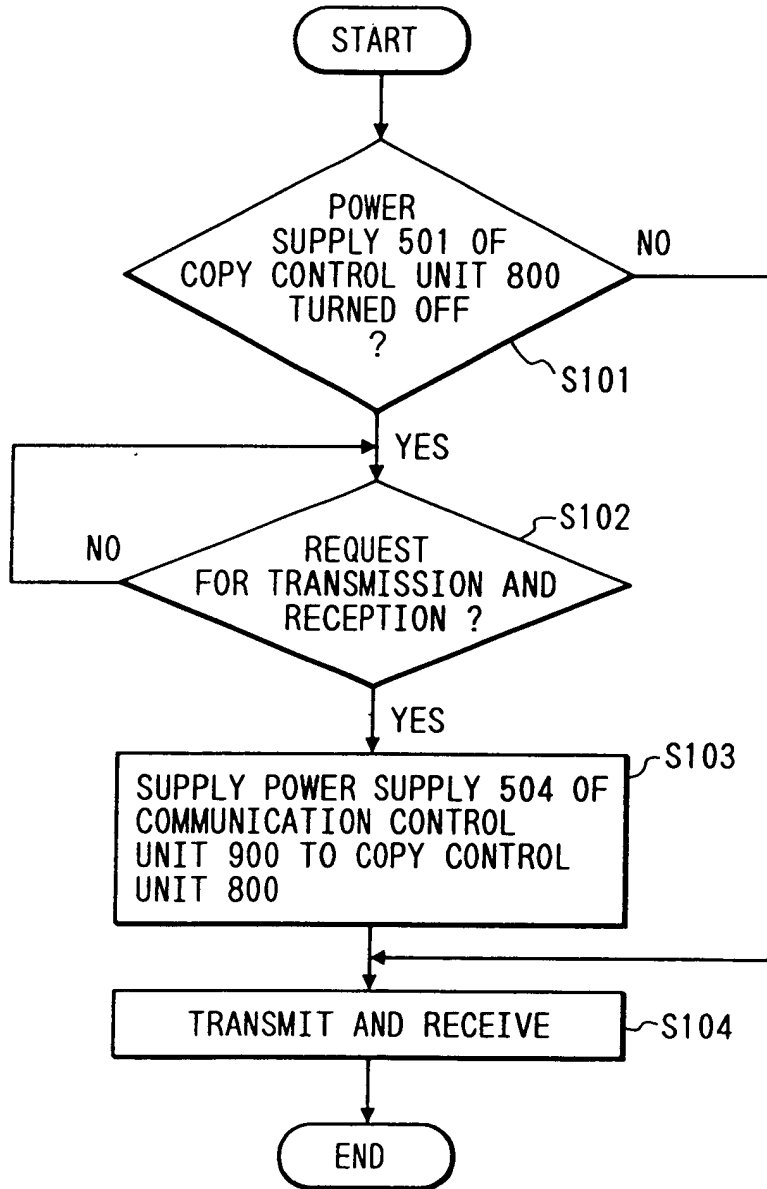 START
POWER
SUPPLY 501 OF
COPY CONTROL UNIT 800
TURNED OFF
?
NO
S101
YES
S102
NO
REQUEST
FOR TRANSMISSION AND
RECEPTION ?
YES
S103
SUPPLY POWER SUPPLY 504 OF
COMMUNICATION CONTROL
UNIT 900 TO COPY CONTROL
UNIT 800
TRANSMIT AND RECEIVE
S104
END